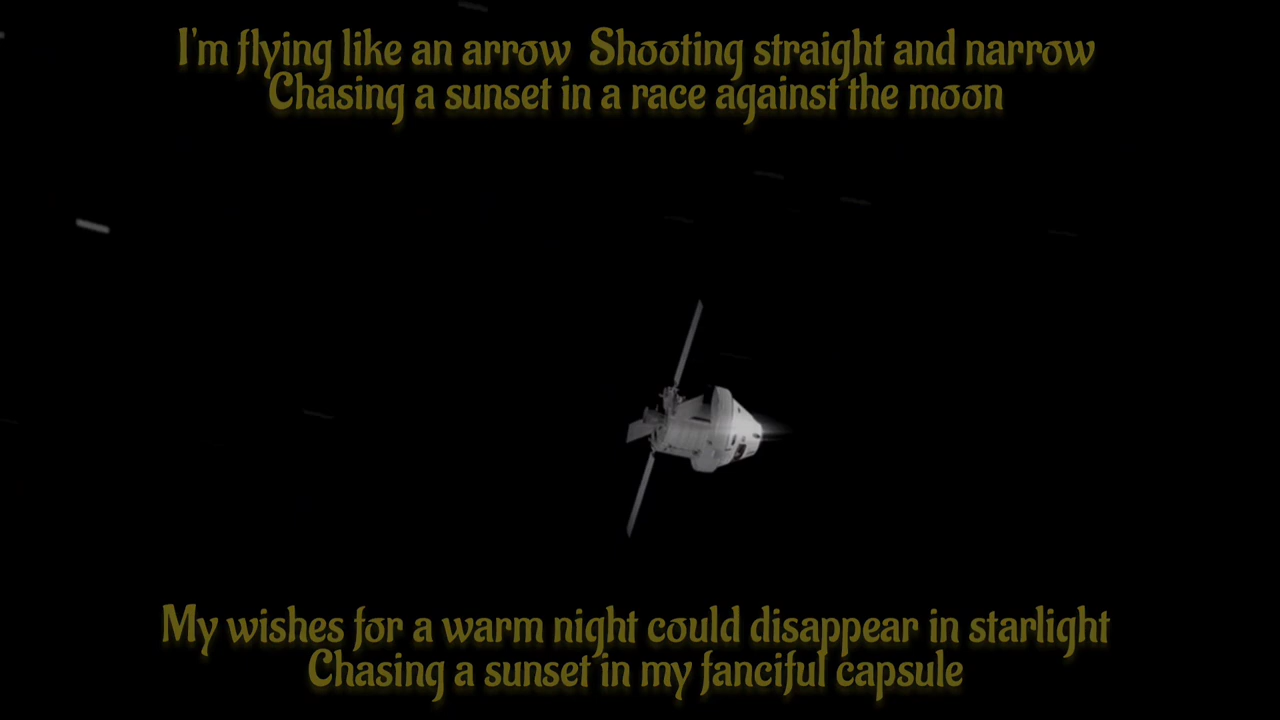 I'm flying like an arrow  Shooting straight and narrow
Chasing a sunset in a race against the moon
My wishes for a warm night could disappear in starlight
Chasing a sunset in my fanciful capsule